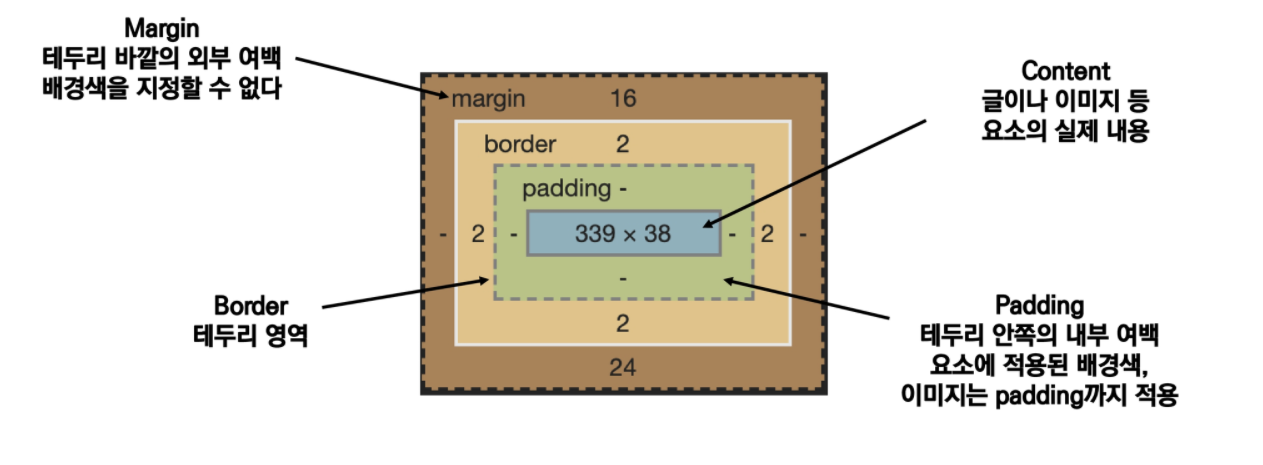 Margin
테두리 바깥의 외부 여백
배경색을 지정할 수 없다
Content
글이나 이미지 등
요소의 실제 내용
margin 16
border 2
padding -
- 2 - 339 × 38 - 2 -
-
2
24
Border
테두리 영역
Padding
테두리 안쪽의 내부 여백
요소에 적용된 배경색,
이미지는 padding까지 적용